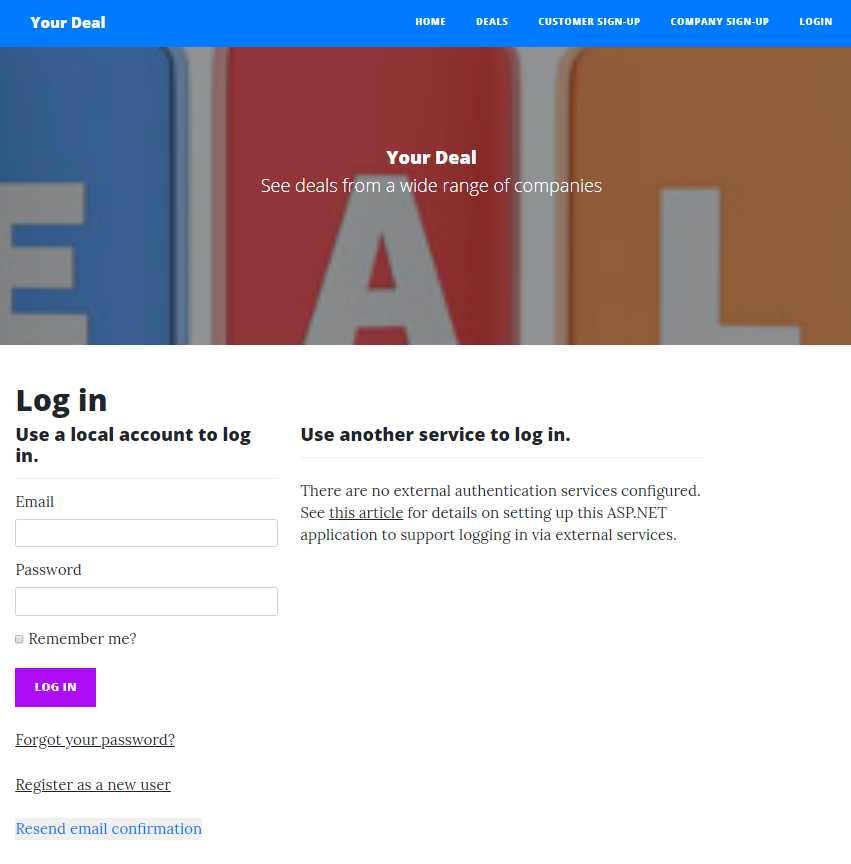 Your Deal
HOME DEALS CUSTOMER SIGN-UP COMPANY SIGN-UP LOGIN
E A L
Your Deal
See deals from a wide range of companies
Log in
Use a local account to log
in.
Email
Password
Remember me?
LOG IN
Forgot your password?
Register as a new user
Resend email confirmation
Use another service to log in.
There are no external authentication services configured.
See this article for details on setting up this ASP.NET
application to support logging in via external services.